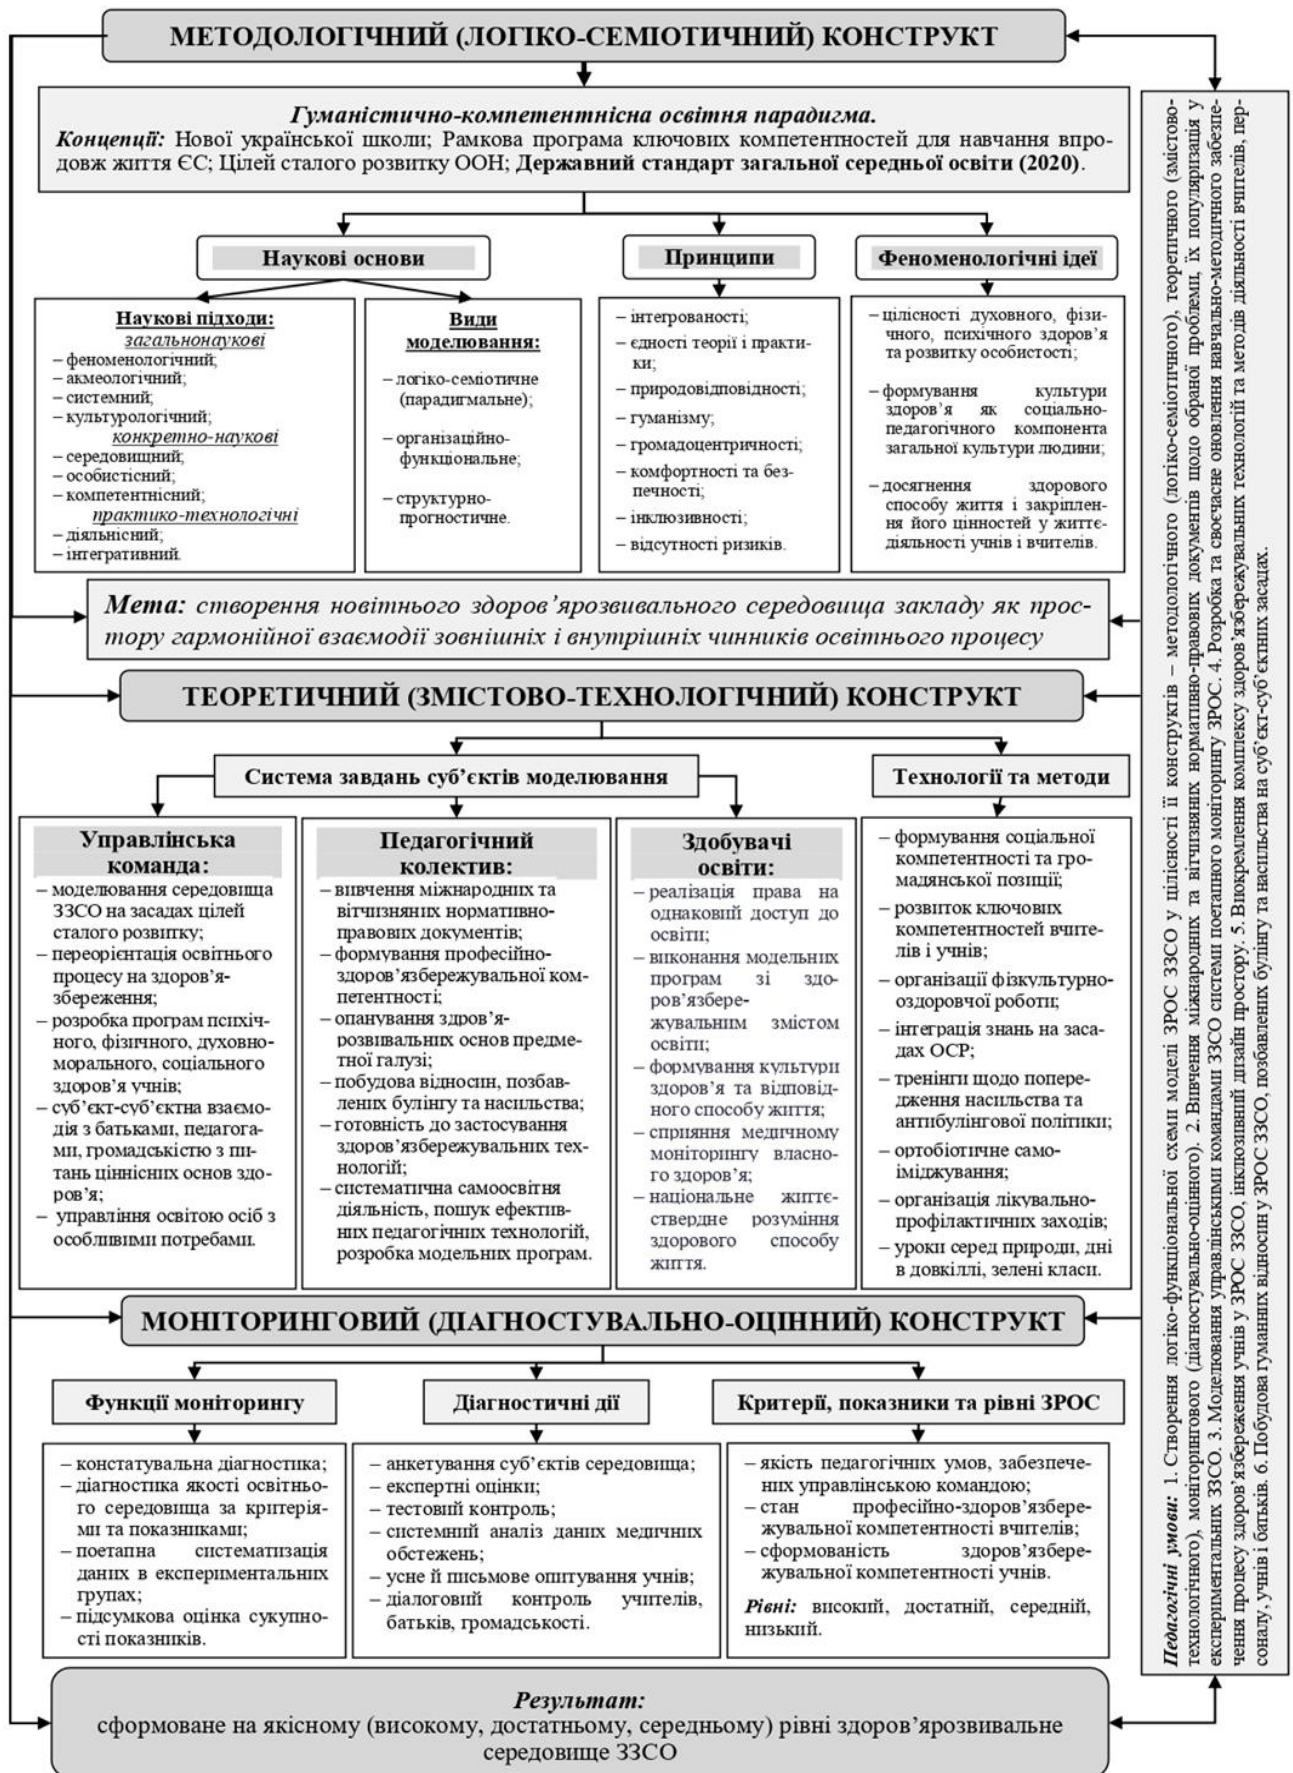 МЕТОДОЛОГІЧНИЙ (ЛОГІКО-СЕМІОТИЧНИЙ) КОНСТРУКТ
Гуманістично-компетентнісна освітня парадигма.
Концепції: Нової української школи; Рамкова програма ключових компетентностей для навчання впро-
довж життя ЄС; Цілей сталого розвитку ООН; Державний стандарт загальної середньої освіти (2020).
Наукові основи
Принципи
Феноменологічні ідеї
Наукові підходи:
загальнонаукові
– феноменологічний;
– акмеологічний;
– системний;
– культурологічний;
конкретно-наукові
– середовищний;
– особистісний;
– компетентнісний;
практико-технологічні
– діяльнісний;
– інтегративний.
Види
моделювання:
– логіко-семіотичне
(парадигмальне);
– організаційно-
функціональне;
– структурно-
прогностичне.
– інтегрованості;
– єдності теорії і практи-
ки;
– природовідповідності;
– гуманізму;
– громадоцентричності;
– комфортності та без-
печності;
– інклюзивності;
– відсутності ризиків.
– цілісності духовного, фізи-
чного, психічного здоров’я
та розвитку особистості;
– формування культури
здоров’я як соціально-
педагогічного компонента
загальної культури людини;
– досягнення здорового
способу життя і закріплен-
ня його цінностей у життє-
діяльності учнів і вчителів.
Мета: створення новітнього здоров’ярозвивального середовища закладу як прос-
тору гармонійної взаємодії зовнішніх і внутрішніх чинників освітнього процесу
ТЕОРЕТИЧНИЙ (ЗМІСТОВО-ТЕХНОЛОГІЧНИЙ) КОНСТРУКТ
Система завдань суб’єктів моделювання
Технології та методи
Управлінська
команда:
– моделювання середовища
ЗЗСО на засадах цілей
сталого розвитку;
– переорієнтація освітнього
процесу на здоров'я-
збереження;
– розробка програм психіч-
ного, фізичного, духовно-
морального, соціального
здоров'я учнів;
– суб’єкт-суб’єктна взаємо-
дія з батьками, педагога-
ми, громадськістю з пи-
тань ціннісних основ здо-
ров’я;
– управління освітою осіб з
особливими потребами.
Педагогічний
колектив:
– вивчення міжнародних та
вітчизняних нормативно-
правових документів;
– формування професійно-
здоров'язбережувальної ком-
петентності;
– опанування здров’я-
розвивальних основ предме-
тної галузі;
– побудова відносин, позбав-
лених булінгу та насильства;
– готовність до застосування
здоров'язбережувальних тех-
нологій;
– систематична самоосвітня
діяльність, пошук ефектив-
них педагогічних технологій,
розробка модельних програм.
Здобувачі
освіти:
– реалізація права на
однаковий доступ до
освіти;
– виконання модельних
програм зі здо-
ров'язбере-
жувальним змістом
освіти;
– формування культури
здоров'я та відповід-
ного способу життя;
– сприяння медичному
моніторингу власно-
го здоров'я;
– національне життє-
ствердне розуміння
здорового способу
життя.
– формування соціальної
компетентності та гро-
мадянської позиції;
– розвиток ключових
компетентностей вчите-
лів і учнів;
– організації фізкультурно-
оздоровчої роботи;
– інтеграція знань на заса-
дах ОСР;
– тренінги щодо попере-
дження насильства та
антибулінгової політики;
– ортобіотичне само-
іміджування;
– організація лікувально-
профілактичних заходів;
– уроки серед природи, дні
в довкіллі, зелені класи.
МОНІТОРИНГОВИЙ (ДІАГНОСТУВАЛЬНО-ОЦІННИЙ) КОНСТРУКТ
Функції моніторингу
Діагностичні дії
Критерії, показники та рівні ЗРОС
– констатувальна діагностика;
– діагностика якості освітньо-
го середовища за критерія-
ми та показниками;
– поетапна систематизація
даних в експериментальних
групах;
– підсумкова оцінка сукупно-
сті показників.
– анкетування суб’єктів середовища;
– експертні оцінки;
– тестовий контроль;
– системний аналіз даних медичних
обстежень;
– усне й письмове опитування учнів;
– діалоговий контроль учителів,
батьків, громадськості.
– якість педагогічних умов, забезпече-
них управлінською командою;
– стан професійно-здоров'язбере-
жувальної компетентності вчителів;
– сформованість здоров'язбере-
жувальної компетентності учнів.
Рівні: високий, достатній, середній,
низький.
Результат:
сформоване на якісному (високому, достатньому, середньому) рівні здоров’ярозвивальне
середовище ЗЗСО
Педагогічні умови: 1. Створення логіко-функціональної схеми моделі ЗРОС ЗЗСО у цілісності її конструктів – методологічного (логіко-семіотичного), теоретичного (змістово-
технологічного), моніторингового (діагностувально-оцінного). 2. Вивчення міжнародних та вітчизняних нормативно-правових документів щодо обраної проблеми, їх популяризація у
експериментальних ЗЗСО. 3. Моделювання управлінськими командами ЗЗСО системи поетапного моніторингу ЗРОС. 4. Розробка та своєчасне оновлення навчально-методичного забезпе-
чення процесу здоров’язбереження учнів у ЗРОС ЗЗСО, інклюзивний дизайн простору. 5. Виокремлення комплексу здоров’язбережувальних технологій та методів діяльності вчителів, пер-
соналу, учнів і батьків. 6. Побудова гуманних відносин у ЗРОС ЗЗСО, позбавлених булінгу та насильства на суб’єкт-суб’єктних засадах.